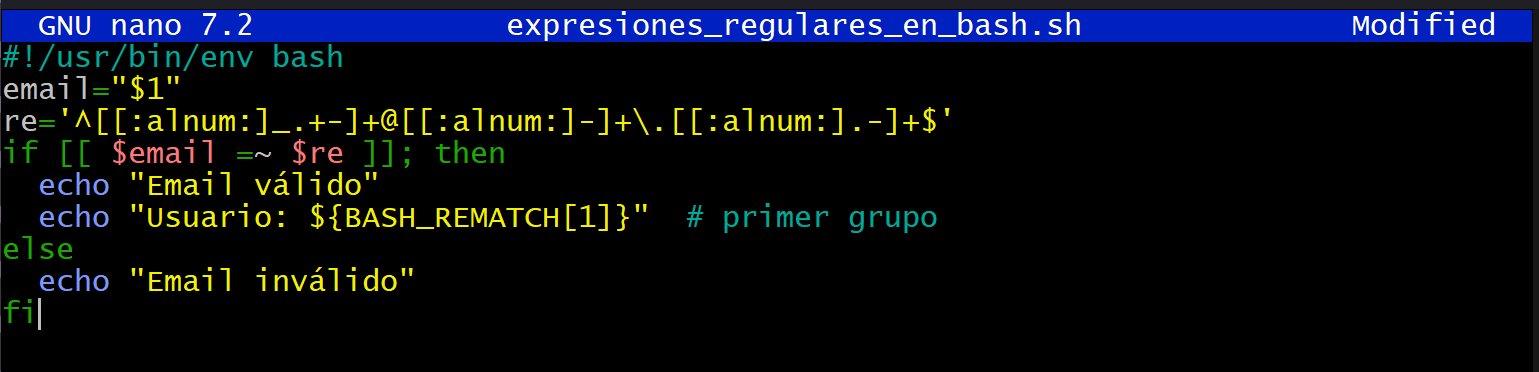 GNU nano 7.2 expresiones_regulares_en_bash.sh Modified
#!/usr/bin/env bash
email="$1"
re='^[[:alnum:]_.+-]+@[[:alnum:]-]+\.[[:alnum:].-]+$'
if [[ $email =~ $re ]]; then
  echo "Email válido"
  echo "Usuario: ${BASH_REMATCH[1]}"  # primer grupo
else
  echo "Email inválido"
fi